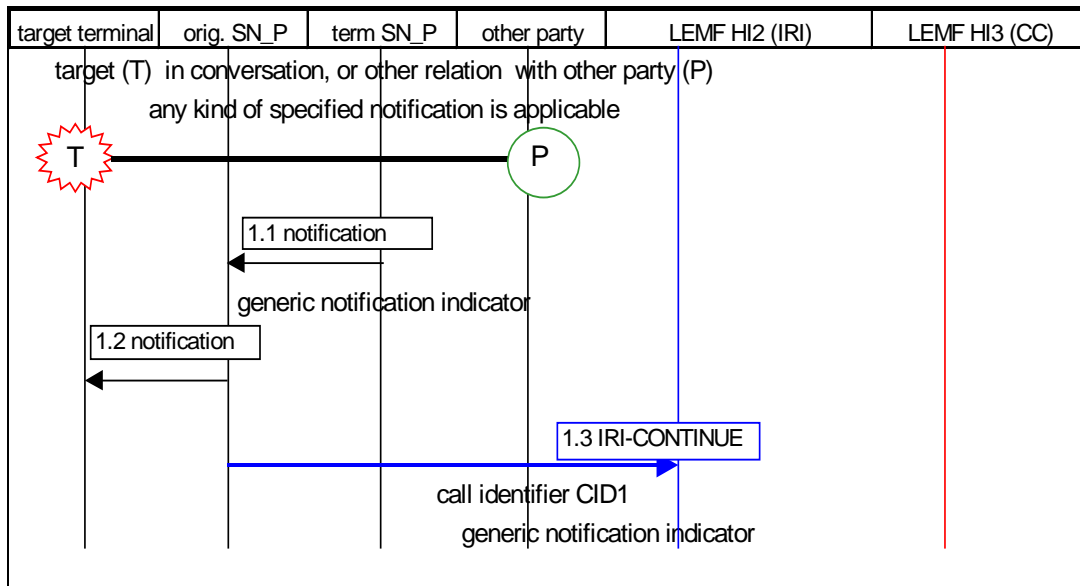 target terminal orig. SN_P term SN_P other party LEMF HI2 (IRI) LEMF HI3 (CC)
target (T) in conversation, or other relation with other party (P)
any kind of specified notification is applicable
T P
1.1 notification
generic notification indicator
1.2 notification
1.3 IRI-CONTINUE
call identifier CID1
generic notification indicator